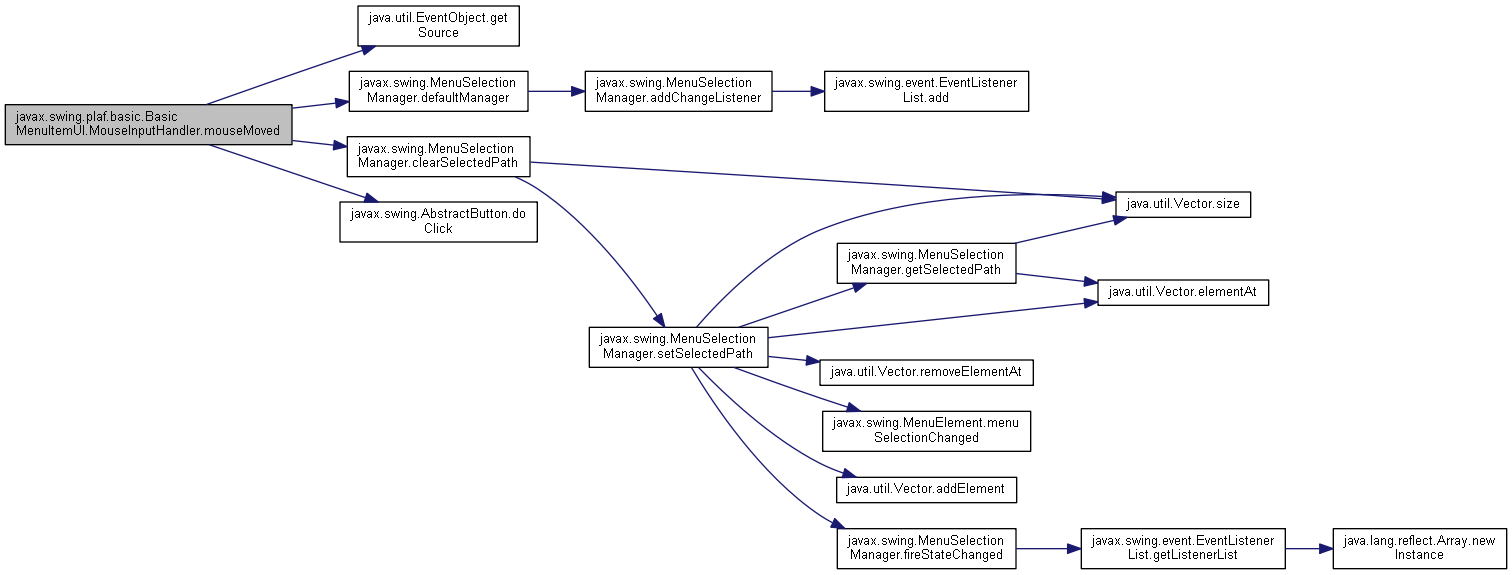 javax.swing.plaf.basic.Basic
MenuItemUI.MouseInputHandler.mouseMoved
java.util.EventObject.get
Source
javax.swing.MenuSelection
Manager.defaultManager
javax.swing.MenuSelection
Manager.addChangeListener
javax.swing.event.EventListener
List.add
javax.swing.MenuSelection
Manager.clearSelectedPath
javax.swing.AbstractButton.do
Click
java.util.Vector.size
javax.swing.MenuSelection
Manager.getSelectedPath
java.util.Vector.elementAt
javax.swing.MenuSelection
Manager.setSelectedPath
java.util.Vector.removeElementAt
javax.swing.MenuElement.menu
SelectionChanged
java.util.Vector.addElement
javax.swing.MenuSelection
Manager.fireStateChanged
javax.swing.event.EventListener
List.getListenerList
java.lang.reflect.Array.new
Instance